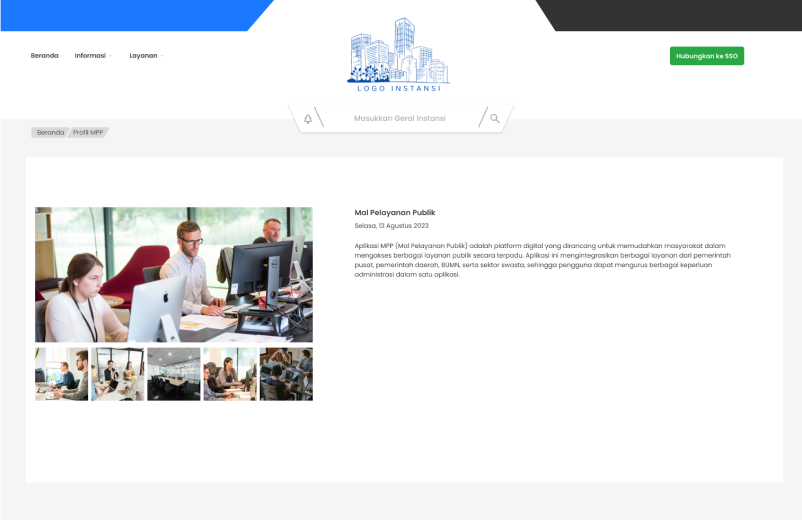 Beranda
Informasi
Layanan
LOGO INSTANSI
Hubungkan ke SSO
Masukkan Gerai Instansi
Beranda
Profil MPP
Mal Pelayanan Publik
Selasa, 13 Agustus 2023
Aplikasi MPP (Mal Pelayanan Publik) adalah platform digital yang dirancang untuk memudahkan masyarakat dalam
mengakses berbagai layanan publik secara terpadu. Aplikasi ini mengintegrasikan berbagai layanan dari pemerintah
pusat, pemerintah daerah, BUMN, serta sektor swasta, sehingga pengguna dapat mengurus berbagai keperluan
administrasi dalam satu aplikasi.